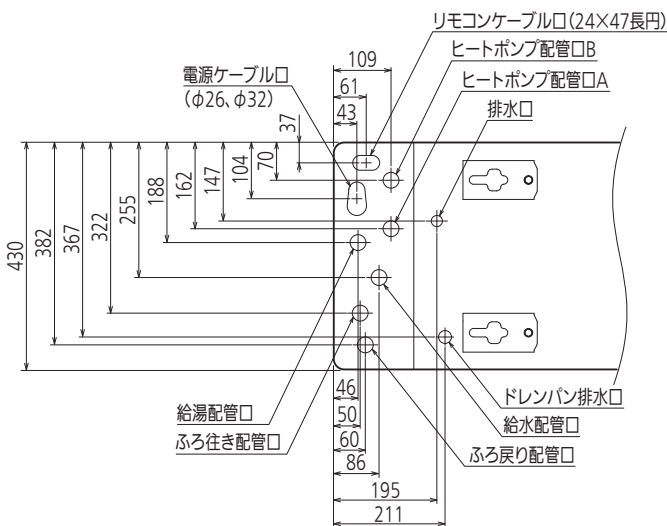 リモコンケーブル口(24×47長円)
ヒートポンプ配管口B
ヒートポンプ配管口A
排水口
電源ケーブル口
(φ26、φ32)
109
61
43
37
70
104
147
162
188
255
322
367
382
430
46
50
60
86
195
211
給湯配管口
ふろ往き配管口
ドレンパン排水口
給水配管口
ふろ戻り配管口